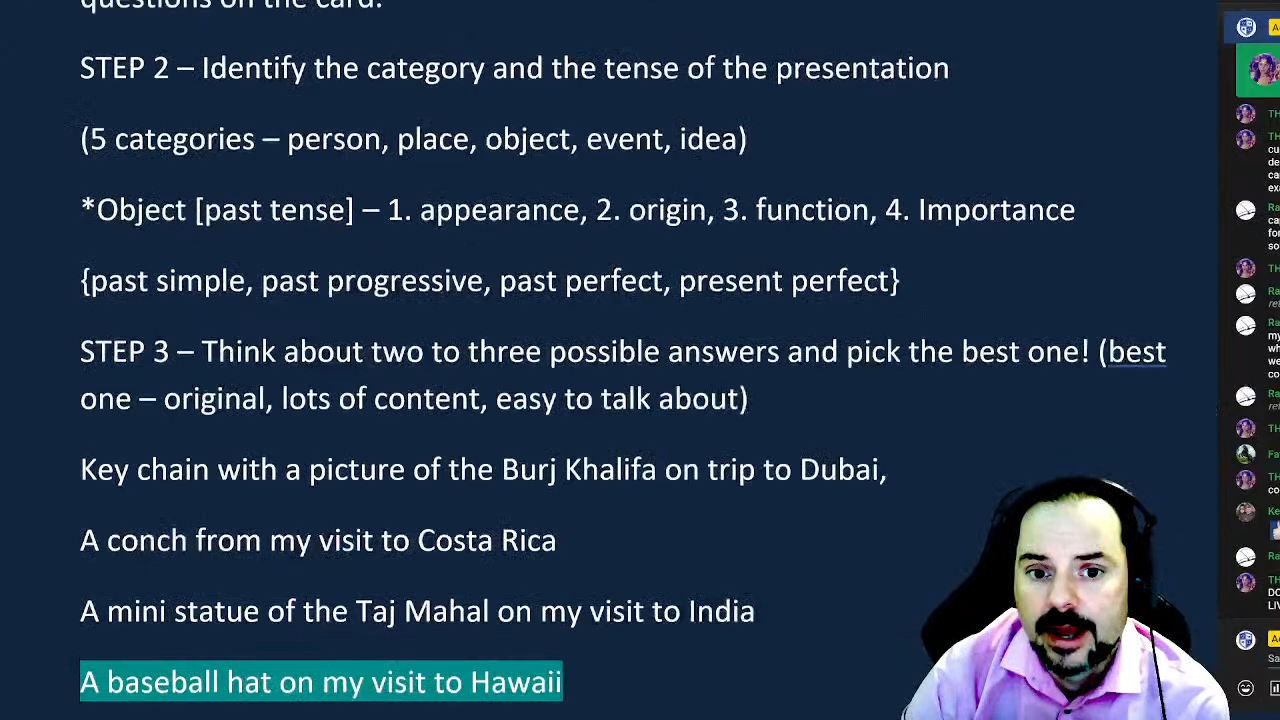 questions on the card.
STEP 2 – Identify the category and the tense of the presentation
(5 categories – person, place, object, event, idea)
*Object [past tense] – 1. appearance, 2. origin, 3. function, 4. Importance
{past simple, past progressive, past perfect, present perfect}
STEP 3 – Think about two to three possible answers and pick the best one! (best
one – original, lots of content, easy to talk about)
Key chain with a picture of the Burj Khalifa on trip to Dubai,
A conch from my visit to Costa Rica
A mini statue of the Taj Mahal on my visit to India
A baseball hat on my visit to Hawaii